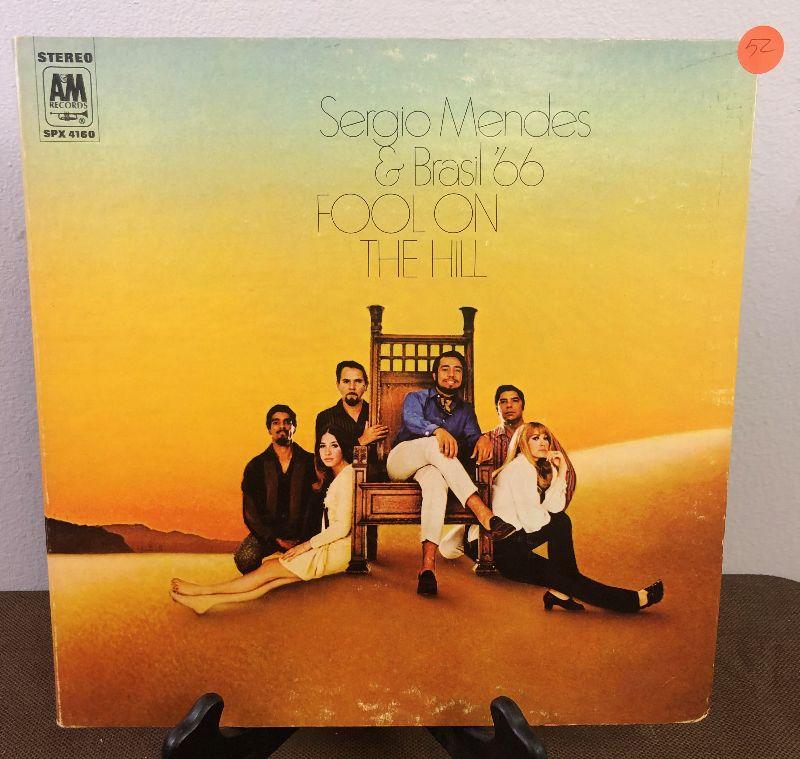 STEREO
A&M
RECORDS
®
SPX 4160
52
Sergio Mendes
& Brasil '66
FOOL ON
THE HILL